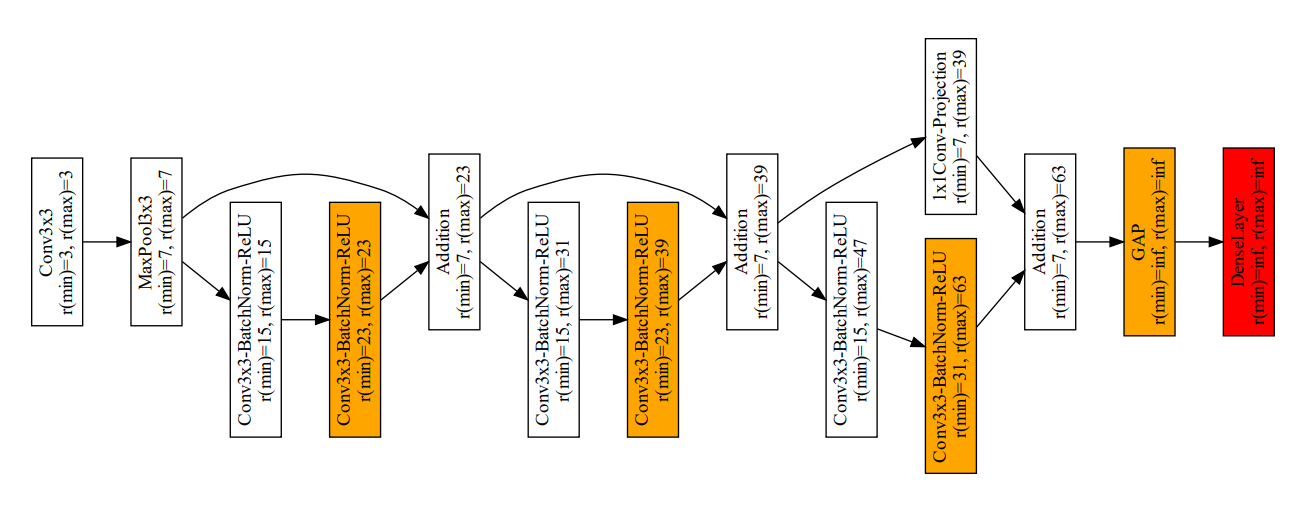 Conv3x3
r(min)=3, r(max)=3
MaxPool3x3
r(min)=7, r(max)=7
Conv3x3-BatchNorm-ReLU
r(min)=15, r(max)=15
Conv3x3-BatchNorm-ReLU
r(min)=23, r(max)=23
Addition
r(min)=7, r(max)=23
Conv3x3-BatchNorm-ReLU
r(min)=15, r(max)=31
Conv3x3-BatchNorm-ReLU
r(min)=23, r(max)=39
Addition
r(min)=7, r(max)=39
Conv3x3-BatchNorm-ReLU
r(min)=15, r(max)=47
1x1Conv-Projection
r(min)=7, r(max)=39
Conv3x3-BatchNorm-ReLU
r(min)=31, r(max)=63
Addition
r(min)=7, r(max)=63
GAP
r(min)=inf, r(max)=inf
DenseLayer
r(min)=inf, r(max)=inf